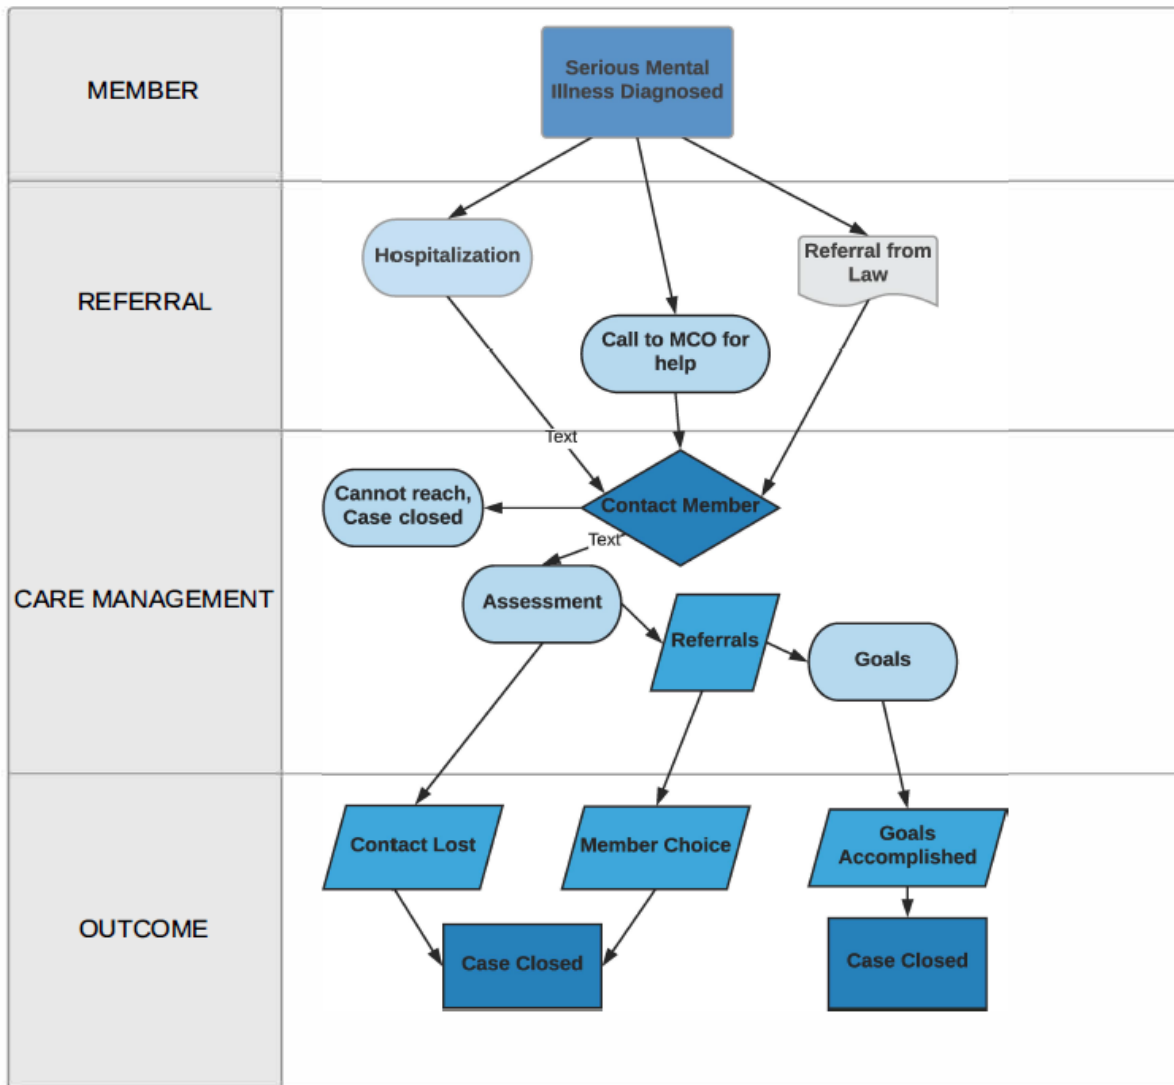 MEMBER
Serious Mental
Illness Diagnosed
REFERRAL
Hospitalization
Referral from
Law
Call to MCO for
help
Text
CARE MANAGEMENT
Cannot reach,
Case closed
Contact Member
Text
Assessment
Referrals
Goals
OUTCOME
Contact Lost
Member Choice
Goals
Accomplished
Case Closed
Case Closed